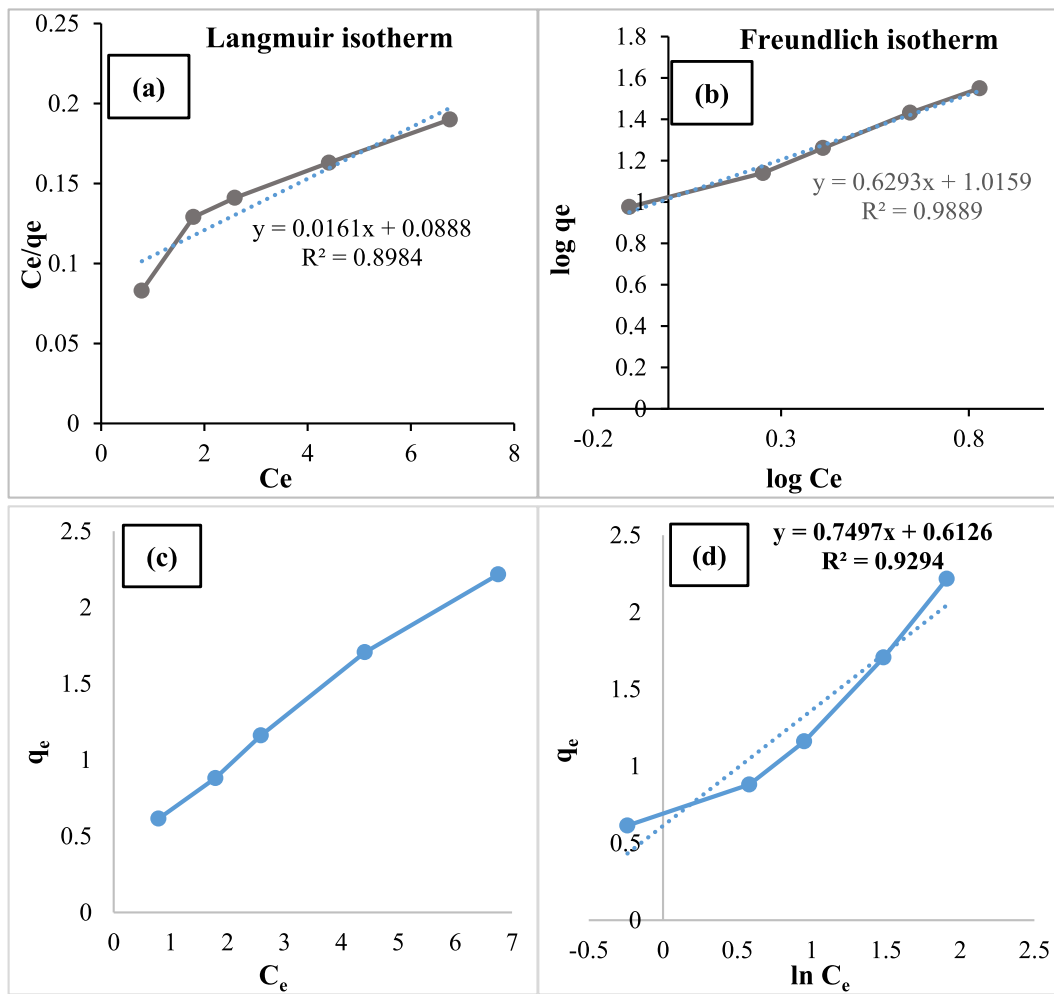 Langmuir isotherm
(a)
0.25
0.2
0.15
0.1
0.05
0
Ce/qe
y = 0.0161x + 0.0888
R² = 0.8984
0 2 4 6 8
Ce
Freundlich isotherm
(b)
1.8
1.6
1.4
1.2
1
0.8
0.6
0.4
0.2
0
log qe
y = 0.6293x + 1.0159
R² = 0.9889
-0.2 0.3 0.8
log Ce
(c)
2.5
2
1.5
1
0.5
0
qₑ
0 1 2 3 4 5 6 7
Cₑ
(d)
y = 0.7497x + 0.6126
R² = 0.9294
2.5
2
1.5
1
0.5
0
qₑ
-0.5 0 0.5 1 1.5 2 2.5
ln Cₑ